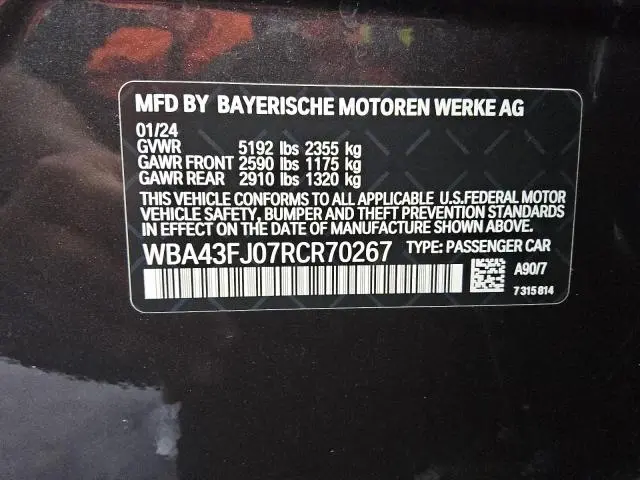 MFD BY BAYERISCHE MOTOREN WERKE AG
01/24
GVWR 5192 lbs 2355 kg
GAWR FRONT 2590 lbs 1175 kg
GAWR REAR 2910 lbs 1320 kg
THIS VEHICLE CONFORMS TO ALL APPLICABLE U.S.FEDERAL MOTOR
VEHICLE SAFETY, BUMPER AND THEFT PREVENTION STANDARDS
IN EFFECT ON THE DATE OF MANUFACTURE SHOWN ABOVE.
WBA43FJ07RCR70267 TYPE: PASSENGER CAR
A90/7
7 315 814